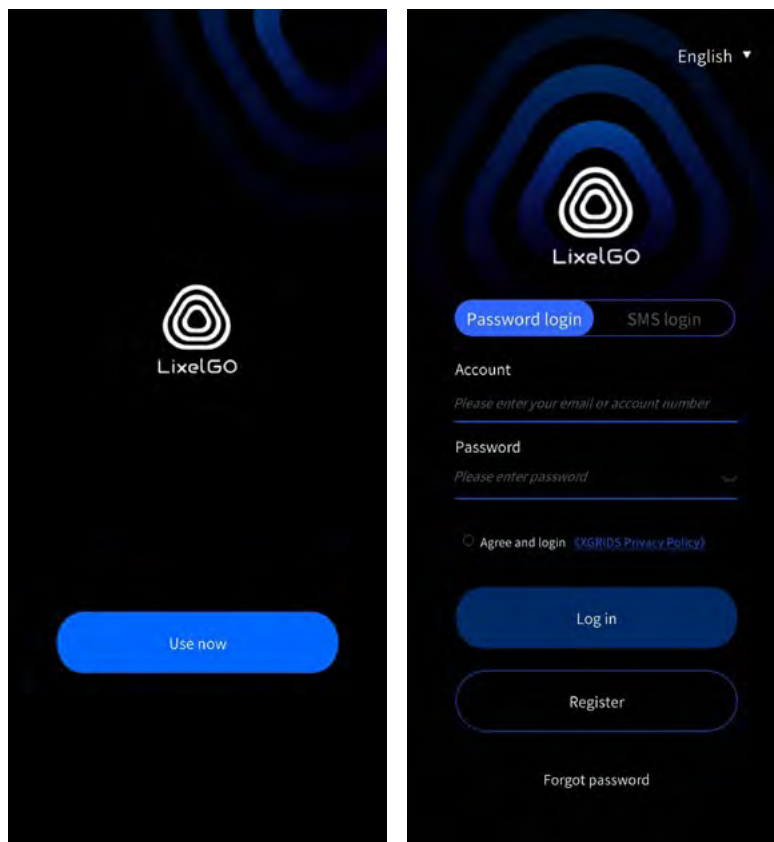 LixelGO
Use now
English ▼
LixelGO
Password login SMS login
Account
Please enter your email or account number
Password
Please enter password
Agree and login 《XGRIDS Privacy Policy》
Log in
Register
Forgot password